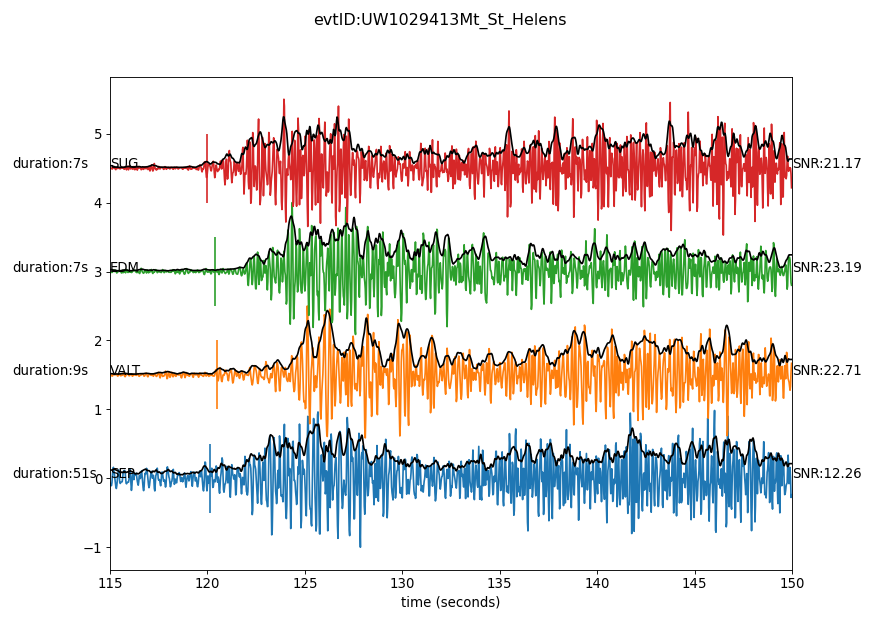 evtID:UW1029413Mt_St_Helens
5
duration:7s SUG SNR:21.17
4
duration:7s EDM SNR:23.19
3
2
duration:9s VALT SNR:22.71
1
duration:51s SEP SNR:12.26
0
−1
115 120 125 130 135 140 145 150
time (seconds)